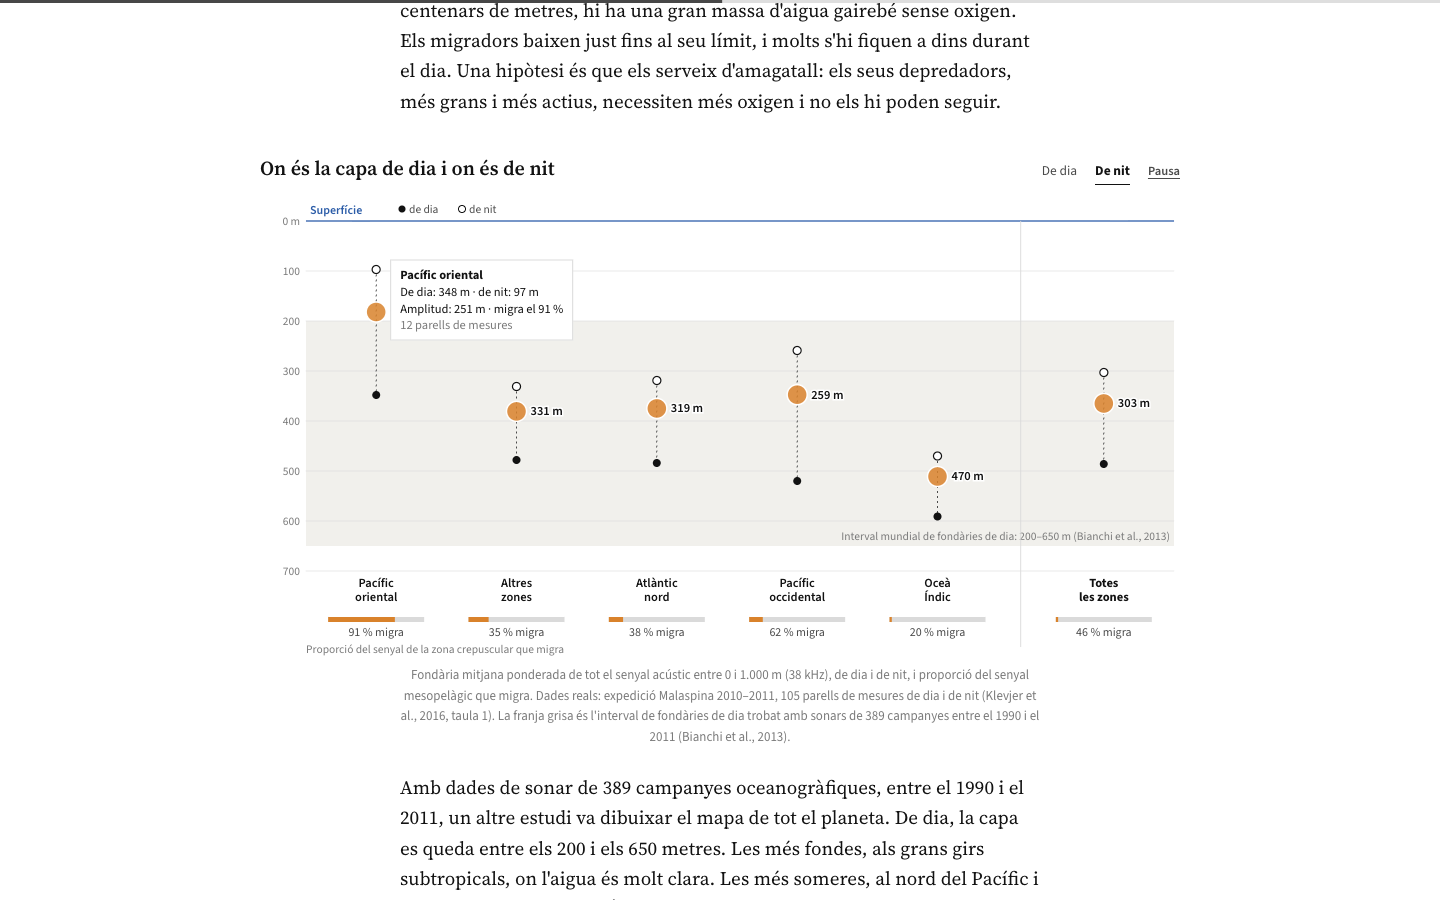 centenars de metres, hi ha una gran massa d'aigua gairebé sense oxigen.
Els migradors baixen just fins al seu límit, i molts s'hi fiquen a dins durant
el dia. Una hipòtesi és que els serveix d'amagatall: els seus depredadors,
més grans i més actius, necessiten més oxigen i no els hi poden seguir.
On és la capa de dia i on és de nit
De dia De nit Pausa
Superfície de dia de nit
0 m
100
200
300
400
500
600
700
Pacífic oriental
De dia: 348 m · de nit: 97 m
Amplitud: 251 m · migra el 91 %
12 parells de mesures
331 m
319 m
259 m
470 m
303 m
Interval mundial de fondàries de dia: 200–650 m (Bianchi et al., 2013)
Pacífic
oriental
91 % migra
Altres
zones
35 % migra
Atlàntic
nord
38 % migra
Pacífic
occidental
62 % migra
Oceà
Índic
20 % migra
Totes
les zones
46 % migra
Proporció del senyal de la zona crepuscular que migra
Fondària mitjana ponderada de tot el senyal acústic entre 0 i 1.000 m (38 kHz), de dia i de nit, i proporció del senyal
mesopelàgic que migra. Dades reals: expedició Malaspina 2010–2011, 105 parells de mesures de dia i de nit (Klevjer et
al., 2016, taula 1). La franja grisa és l'interval de fondàries de dia trobat amb sonars de 389 campanyes entre el 1990 i el
2011 (Bianchi et al., 2013).
Amb dades de sonar de 389 campanyes oceanogràfiques, entre el 1990 i el
2011, un altre estudi va dibuixar el mapa de tot el planeta. De dia, la capa
es queda entre els 200 i els 650 metres. Les més fondes, als grans girs
subtropicals, on l'aigua és molt clara. Les més someres, al nord del Pacífic i